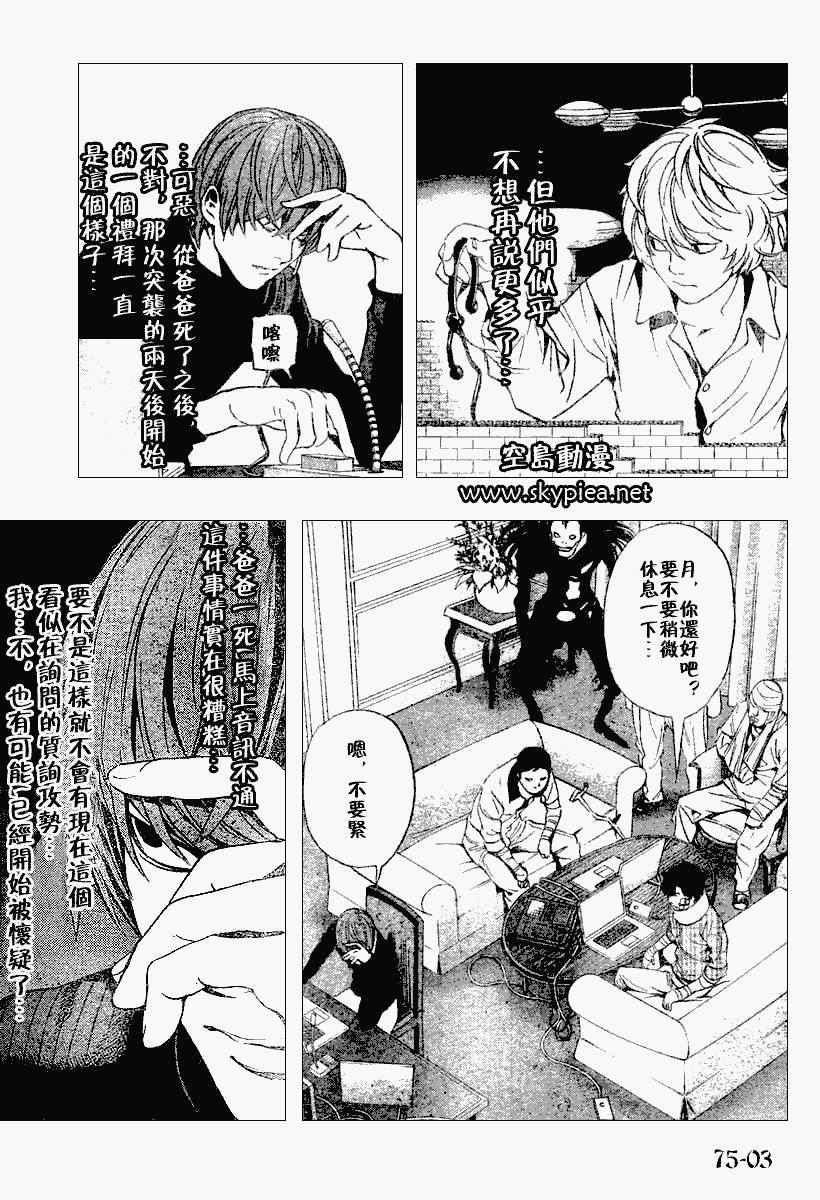 …但他們似乎
不想再說更多了…
…可惡，從爸爸死了之後，
不對，那次突襲的兩天後開始
的一個禮拜一直
是這個樣子…
喀嚓
空島動漫
www.skypiea.net
月，你還好吧？
要不要稍微
休息一下…
嗯，不要緊
…爸爸一死馬上音訊不通
這件事情實在很糟糕…
要不是這樣就不會有現在這個
看似在詢問的質詢攻勢…
我…不，也有可能已經開始被懷疑了…
75-03